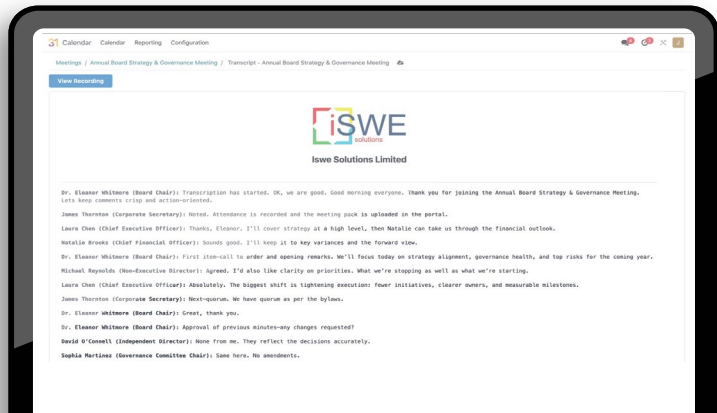 31 Calendar Calendar Reporting Configuration J
Meetings / Annual Board Strategy & Governance Meeting / Transcript - Annual Board Strategy & Governance Meeting
View Recording
iSWE
solutions
Iswe Solutions Limited
Dr. Eleanor Whitmore (Board Chair): Transcription has started. OK, we are good. Good morning everyone. Thank you for joining the Annual Board Strategy & Governance Meeting.
Lets keep comments crisp and action-oriented.
James Thornton (Corporate Secretary): Noted. Attendance is recorded and the meeting pack is uploaded in the portal.
Laura Chen (Chief Executive Officer): Thanks, Eleanor. I'll cover strategy at a high level, then Natalie can take us through the financial outlook.
Natalie Brooks (Chief Financial Officer): Sounds good. I'll keep it to key variances and the forward view.
Dr. Eleanor Whitmore (Board Chair): First item-call to order and opening remarks. We'll focus today on strategy alignment, governance health, and top risks for the coming year.
Michael Reynolds (Non-Executive Director): Agreed. I'd also like clarity on priorities. What we're stopping as well as what we're starting.
Laura Chen (Chief Executive Officer): Absolutely. The biggest shift is tightening execution: fewer initiatives, clearer owners, and measurable milestones.
James Thornton (Corporate Secretary): Next-quorum. We have quorum as per the bylaws.
Dr. Eleanor Whitmore (Board Chair): Great, thank you.
Dr. Eleanor Whitmore (Board Chair): Approval of previous minutes-any changes requested?
David O'Connell (Independent Director): None from me. They reflect the decisions accurately.
Sophia Martinez (Governance Committee Chair): Same here. No amendments.